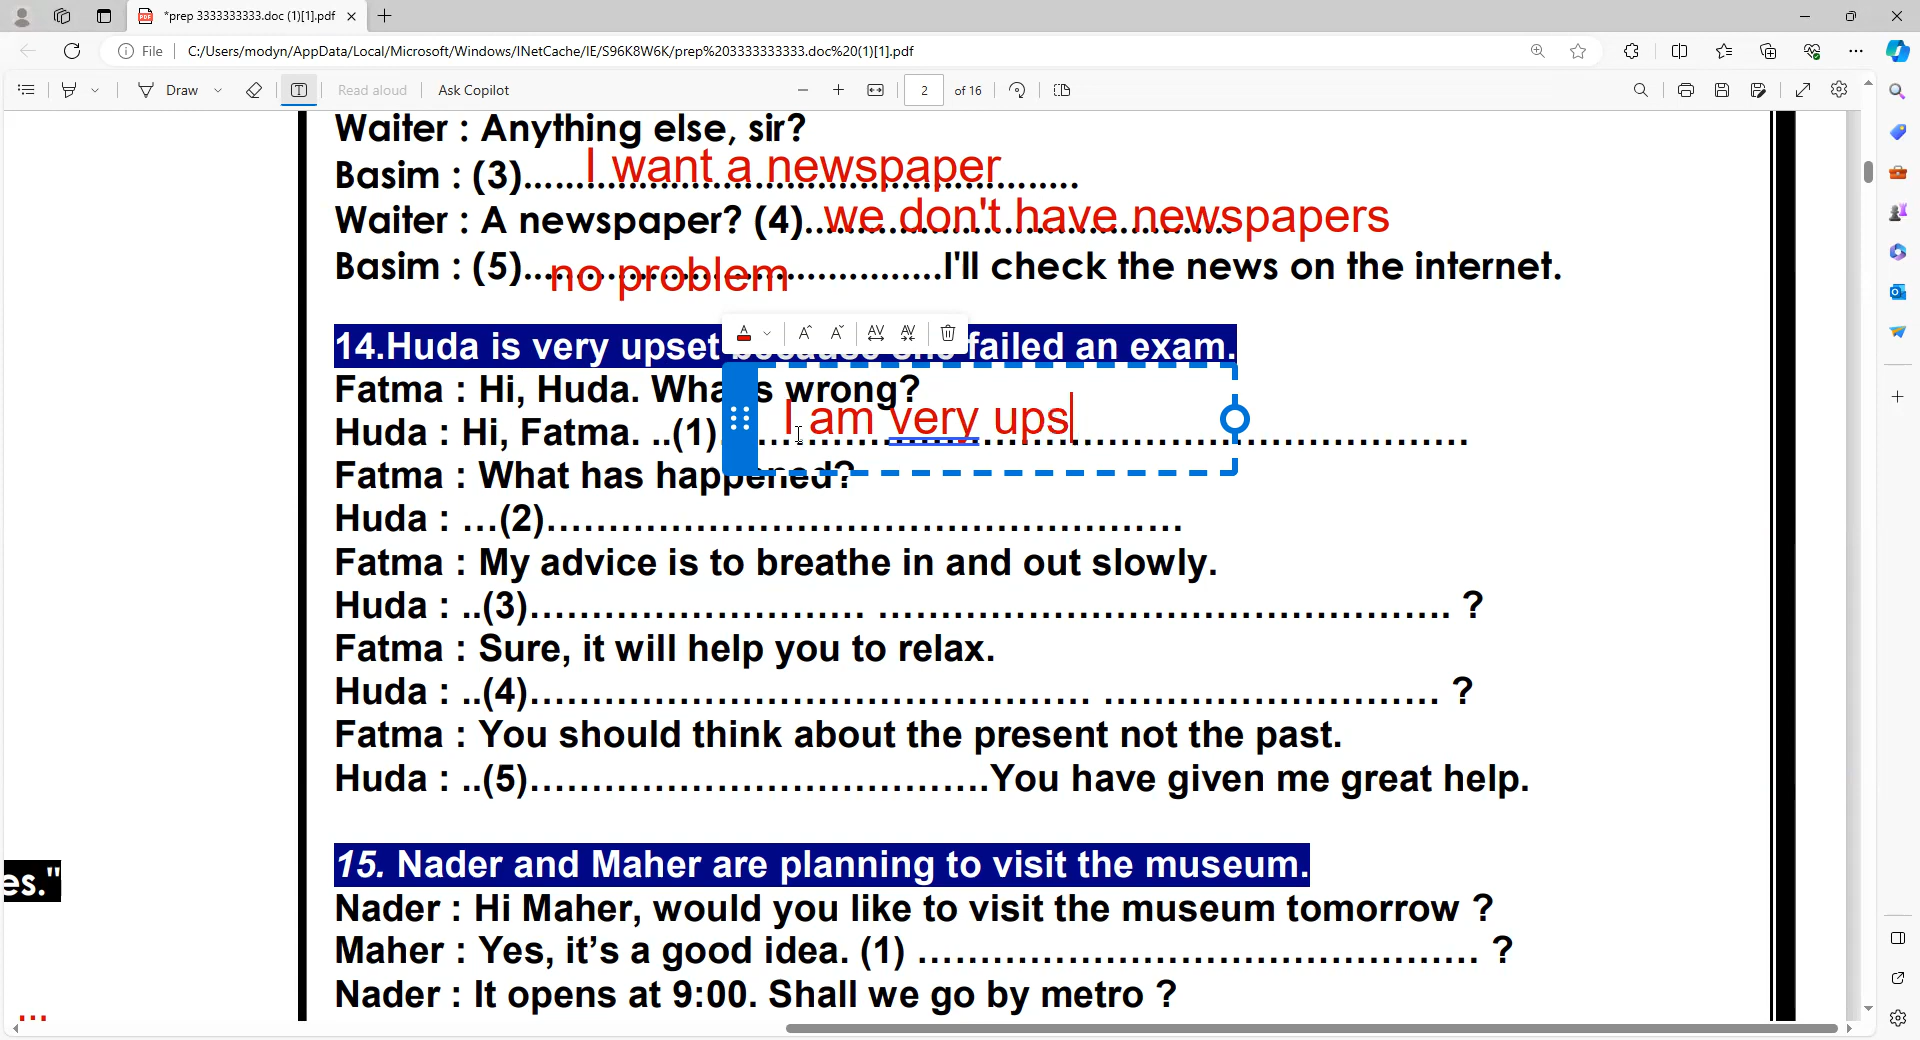 *prep 3333333333.doc (1)[1].pdf
File
C:/Users/modyn/AppData/Local/Microsoft/Windows/INetCache/IE/S96K8W6K/prep%203333333333.doc%20(1)[1].pdf
Draw
Read aloud
Ask Copilot
2 of 16
Waiter : Anything else, sir?
Basim : (3)......I want a newspaper......
Waiter : A newspaper? (4)..we don't have newspapers
Basim : (5)...no problem...............I'll check the news on the internet.
14.Huda is very upset because she failed an exam.
Fatma : Hi, Huda. What's wrong?
Huda : Hi, Fatma. ..(1) I am very ups..............................
Fatma : What has happened?
Huda : ...(2)......................................................
Fatma : My advice is to breathe in and out slowly.
Huda : ..(3)........................... .............................................. ?
Fatma : Sure, it will help you to relax.
Huda : ..(4).............................................. ........................... ?
Fatma : You should think about the present not the past.
Huda : ..(5).....................................You have given me great help.
15. Nader and Maher are planning to visit the museum.
Nader : Hi Maher, would you like to visit the museum tomorrow ?
Maher : Yes, it’s a good idea. (1) ............................................. ?
Nader : It opens at 9:00. Shall we go by metro ?
es."
...